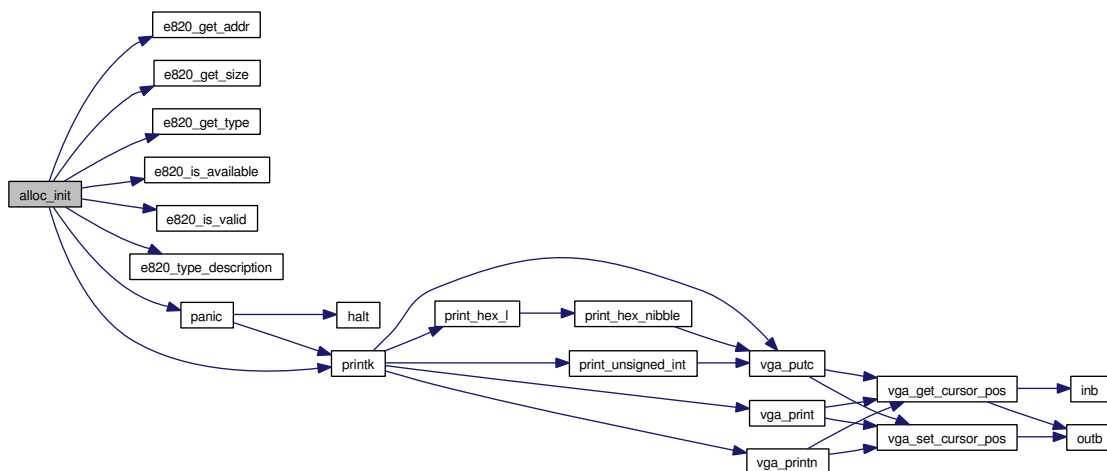 e820_get_addr
e820_get_size
e820_get_type
e820_is_available
alloc_init
e820_is_valid
e820_type_description
panic
halt
print_hex_l
print_hex_nibble
printk
print_unsigned_int
vga_putc
vga_get_cursor_pos
inb
vga_print
vga_set_cursor_pos
outb
vga_printn